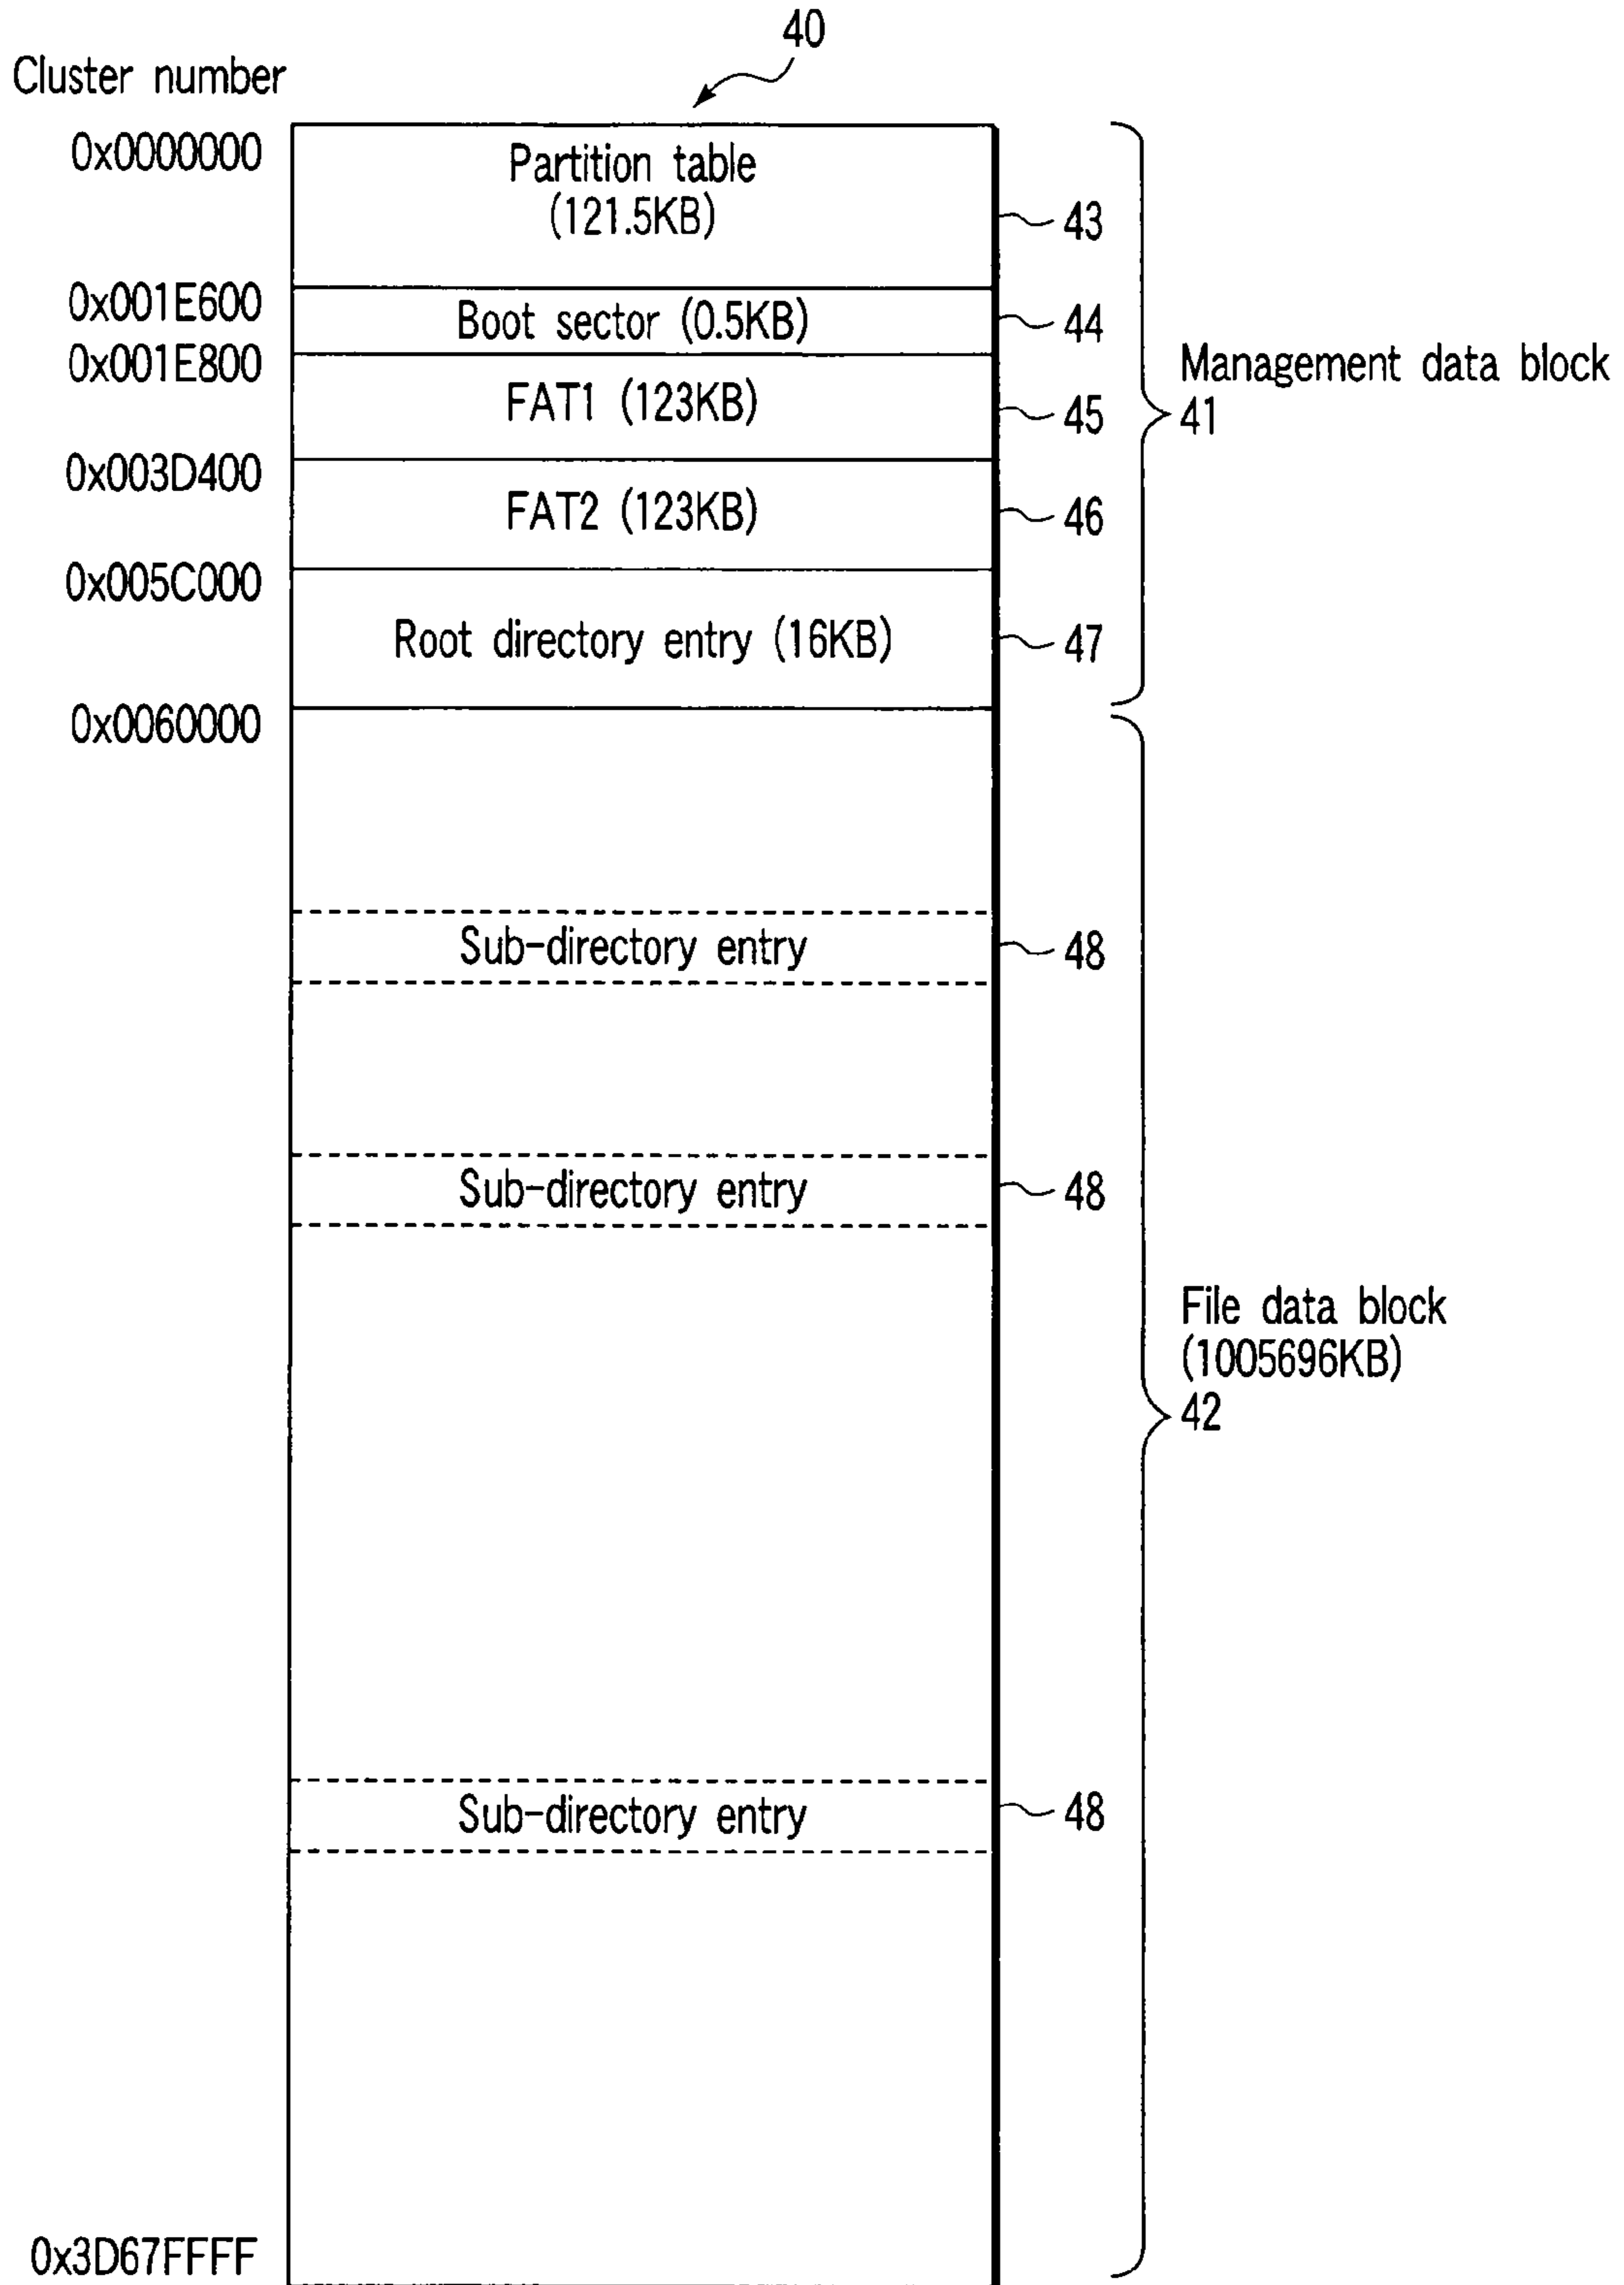 40
Cluster number
0x0000000
Partition table
(121.5KB)
43
0x001E600
Boot sector (0.5KB)
44
0x001E800
FAT1 (123KB)
45
Management data block
41
0x003D400
FAT2 (123KB)
46
0x005C000
Root directory entry (16KB)
47
0x0060000
Sub-directory entry
48
Sub-directory entry
48
File data block
(1005696KB)
42
Sub-directory entry
48
0x3D67FFFF